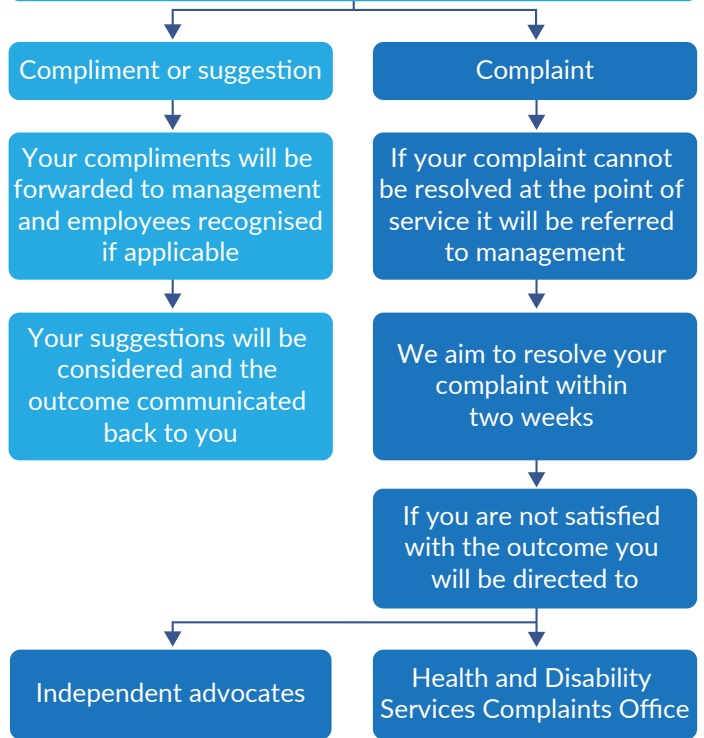 Compliment or suggestion
Complaint
Your compliments will be
forwarded to management
and employees recognised
if applicable
If your complaint cannot
be resolved at the point of
service it will be referred
to management
Your suggestions will be
considered and the
outcome communicated
back to you
We aim to resolve your
complaint within
two weeks
If you are not satisfied
with the outcome you
will be directed to
Independent advocates
Health and Disability
Services Complaints Office